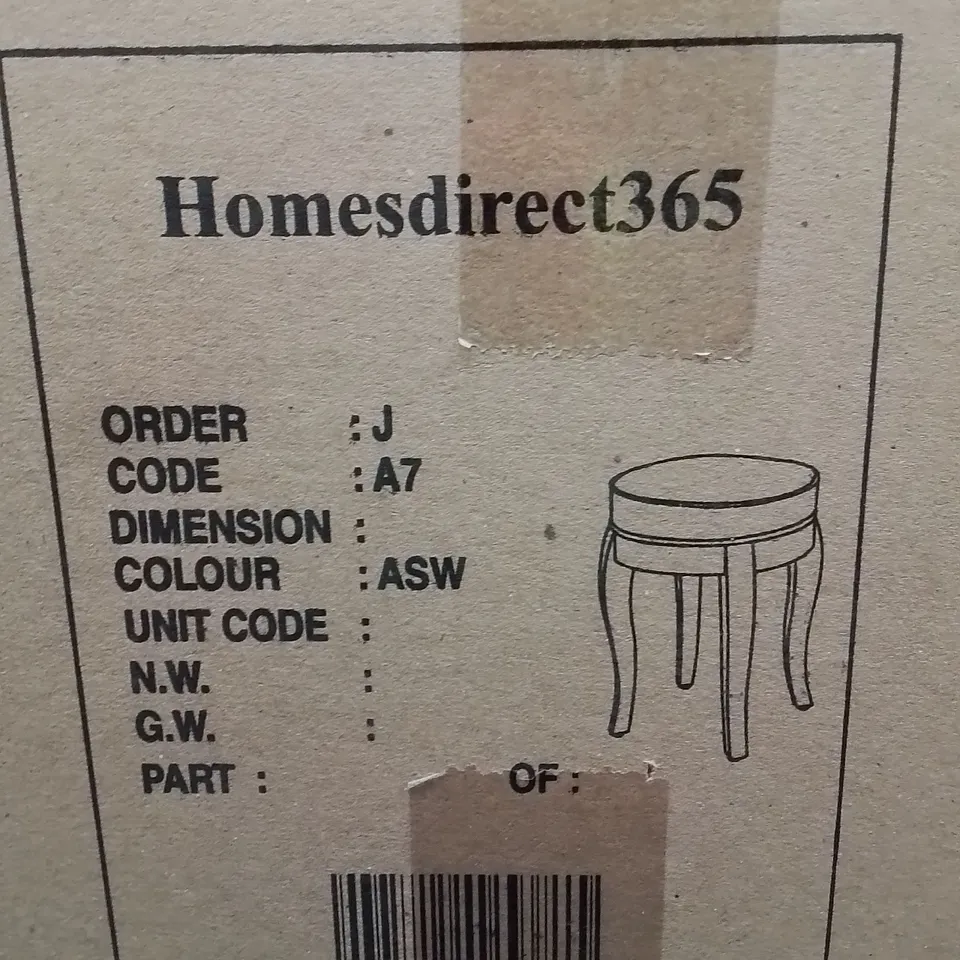 Homesdirect365
ORDER : J
CODE : A7
DIMENSION :
COLOUR : ASW
UNIT CODE :
N.W. :
G.W. :
PART : OF :